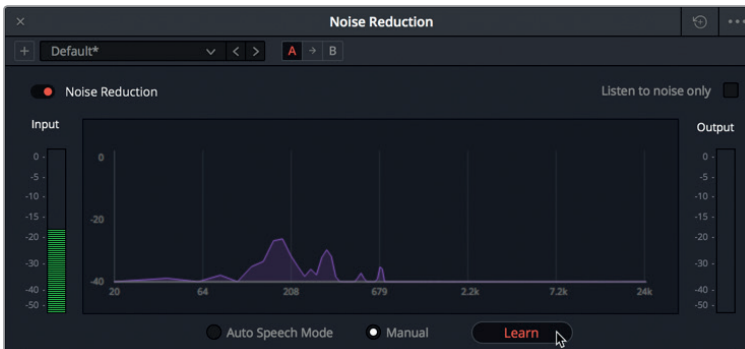 Noise Reduction
Default*
A B
Noise Reduction
Listen to noise only
Input
Output
0
-5
-10
-15
-20
-30
-40
-50
0
-20
-40
20 64 208 679 2.2k 7.2k 24k
0
-5
-10
-15
-20
-30
-40
-50
Auto Speech Mode Manual Learn